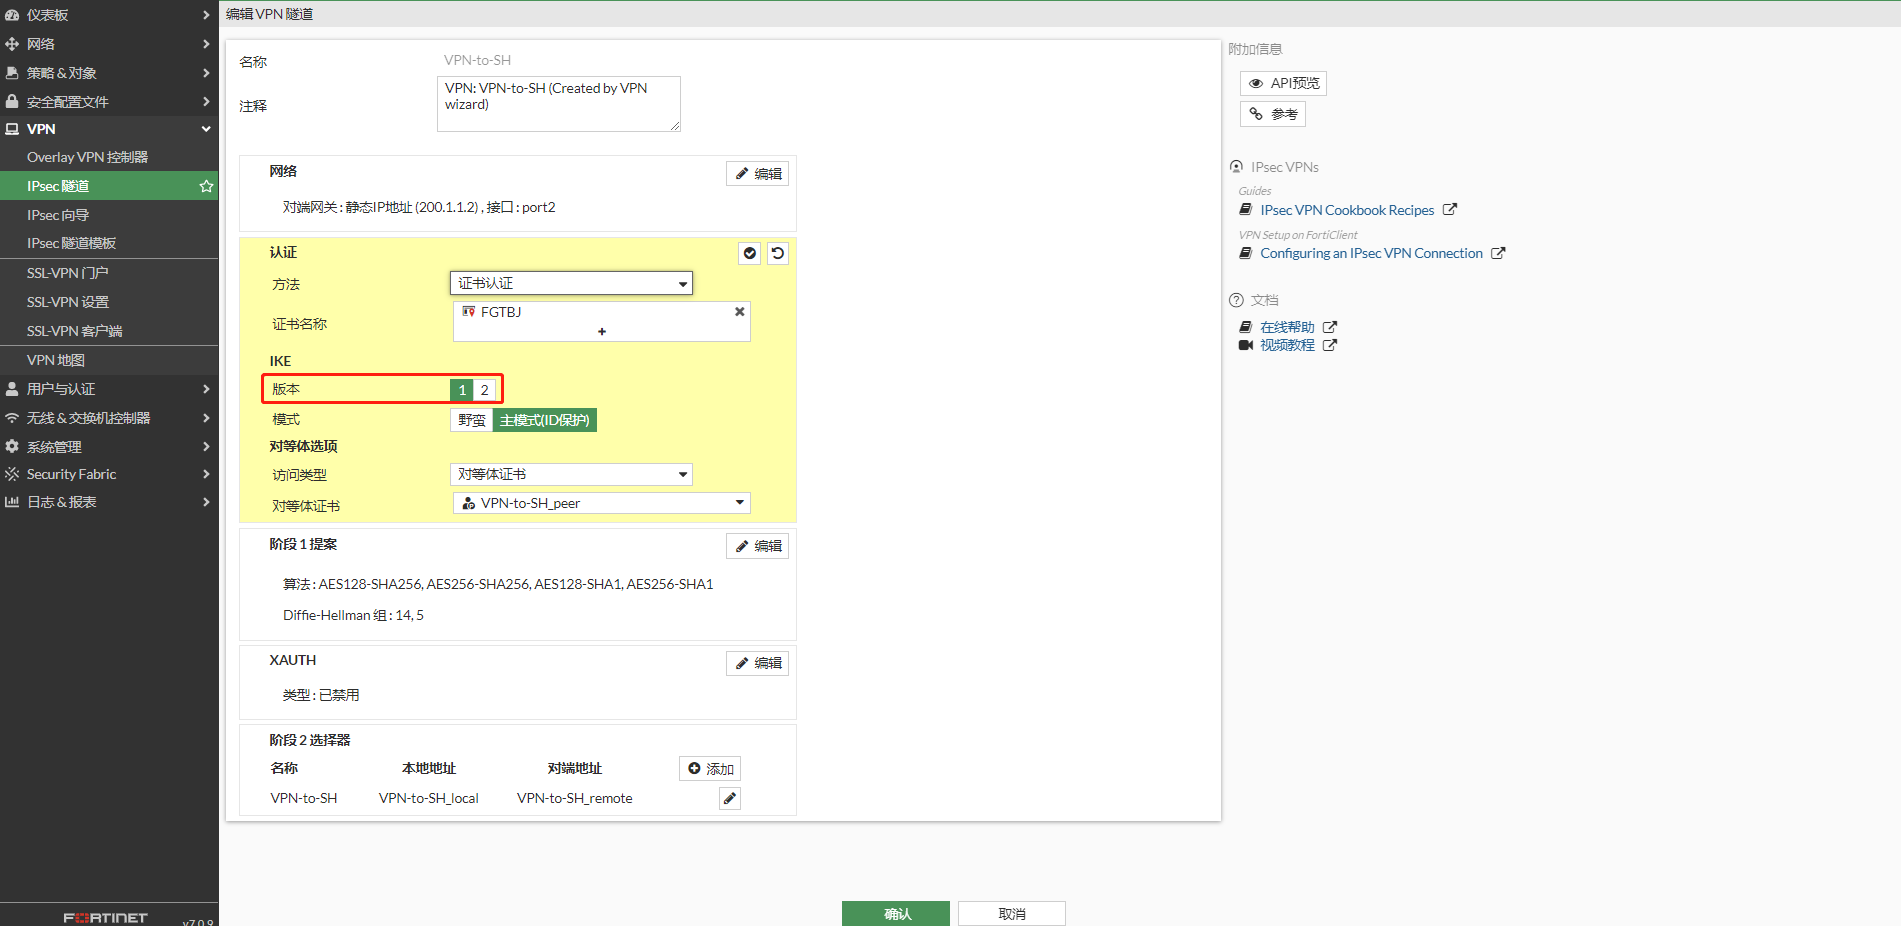 仪表板
网络
策略 & 对象
安全配置文件
VPN
Overlay VPN 控制器
IPsec 隧道
IPsec 向导
IPsec 隧道模板
SSL-VPN 门户
SSL-VPN 设置
SSL-VPN 客户端
VPN 地图
用户与认证
无线 & 交换机控制器
系统管理
Security Fabric
日志 & 报表
FORTINET
v7.0.9
编辑 VPN 隧道
名称 VPN-to-SH
注释 VPN: VPN-to-SH (Created by VPN
wizard)
网络 编辑
对端网关 : 静态IP地址 (200.1.1.2) , 接口 : port2
认证
方法 证书认证
证书名称 FGTBJ
IKE
版本 1 2
模式 野蛮 主模式(ID保护)
对等体选项
访问类型 对等体证书
对等体证书 VPN-to-SH_peer
阶段 1 提案 编辑
算法 : AES128-SHA256, AES256-SHA256, AES128-SHA1, AES256-SHA1
Diffie-Hellman 组 : 14, 5
XAUTH 编辑
类型 : 已禁用
阶段 2 选择器
名称 本地地址 对端地址 添加
VPN-to-SH VPN-to-SH_local VPN-to-SH_remote
确认 取消
附加信息
API预览
参考
IPsec VPNs
Guides
IPsec VPN Cookbook Recipes
VPN Setup on FortiClient
Configuring an IPsec VPN Connection
文档
在线帮助
视频教程